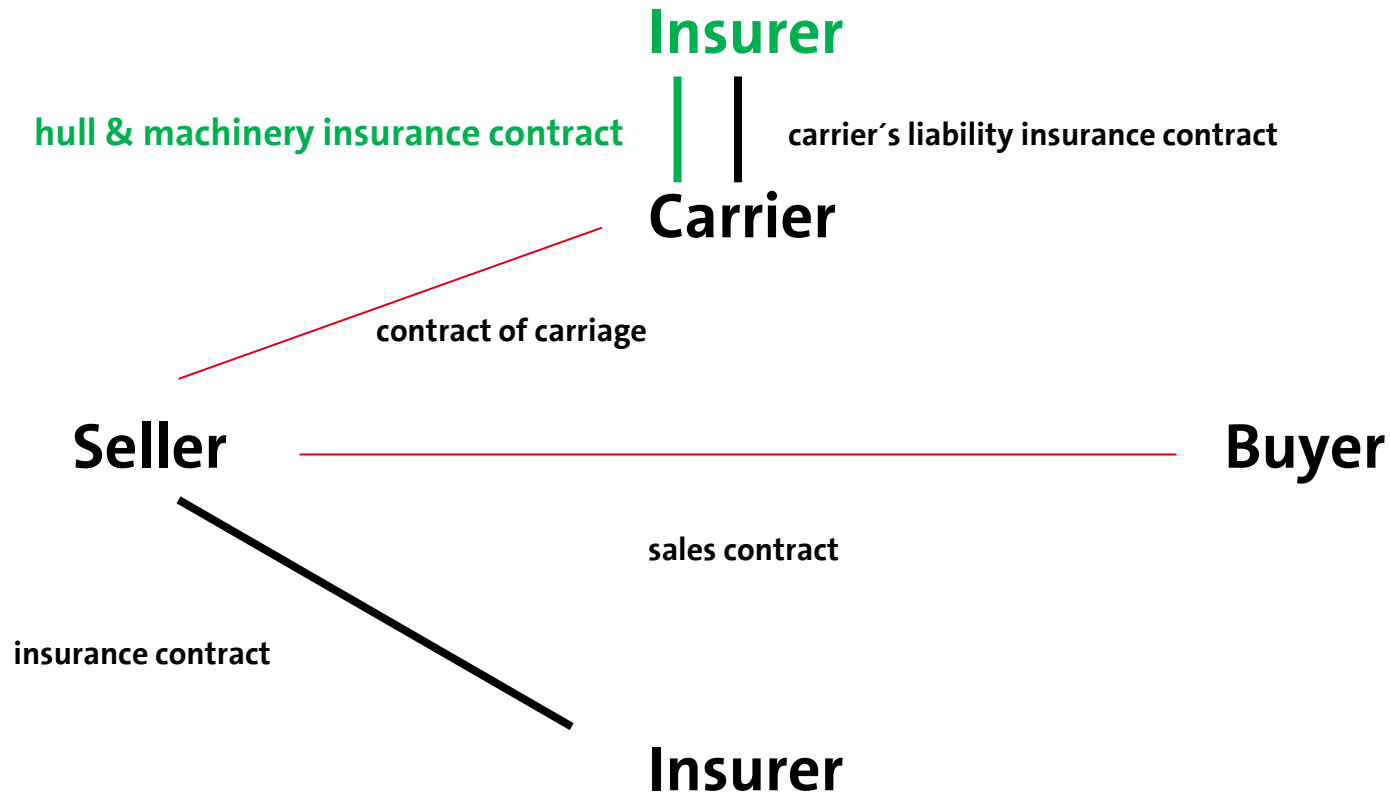 Insurer
hull & machinery insurance contract
carrier´s liability insurance contract
Carrier
contract of carriage
Seller
Buyer
sales contract
insurance contract
Insurer